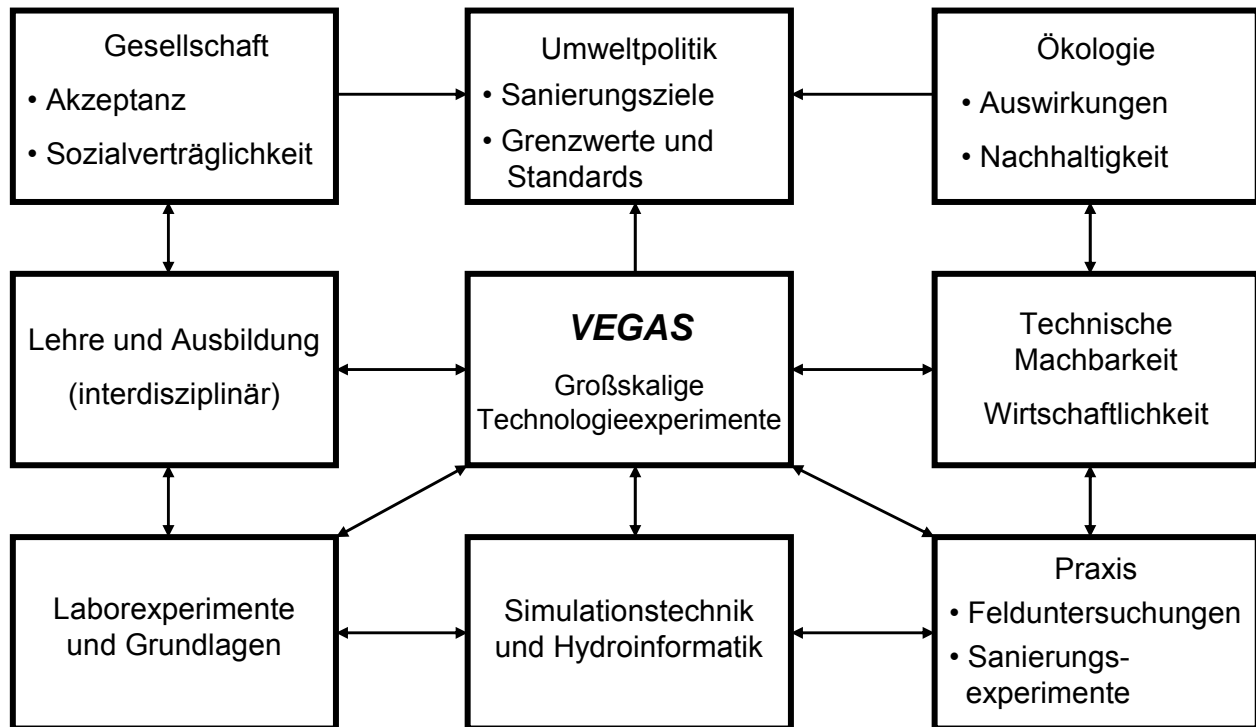 Gesellschaft
• Akzeptanz
• Sozialverträglichkeit
Umweltpolitik
• Sanierungsziele
• Grenzwerte und
Standards
Ökologie
• Auswirkungen
• Nachhaltigkeit
Lehre und Ausbildung
(interdisziplinär)
VEGAS
Großskalige
Technologieexperimente
Technische
Machbarkeit
Wirtschaftlichkeit
Laborexperimente
und Grundlagen
Simulationstechnik
und Hydroinformatik
Praxis
• Felduntersuchungen
• Sanierungs-
experimente